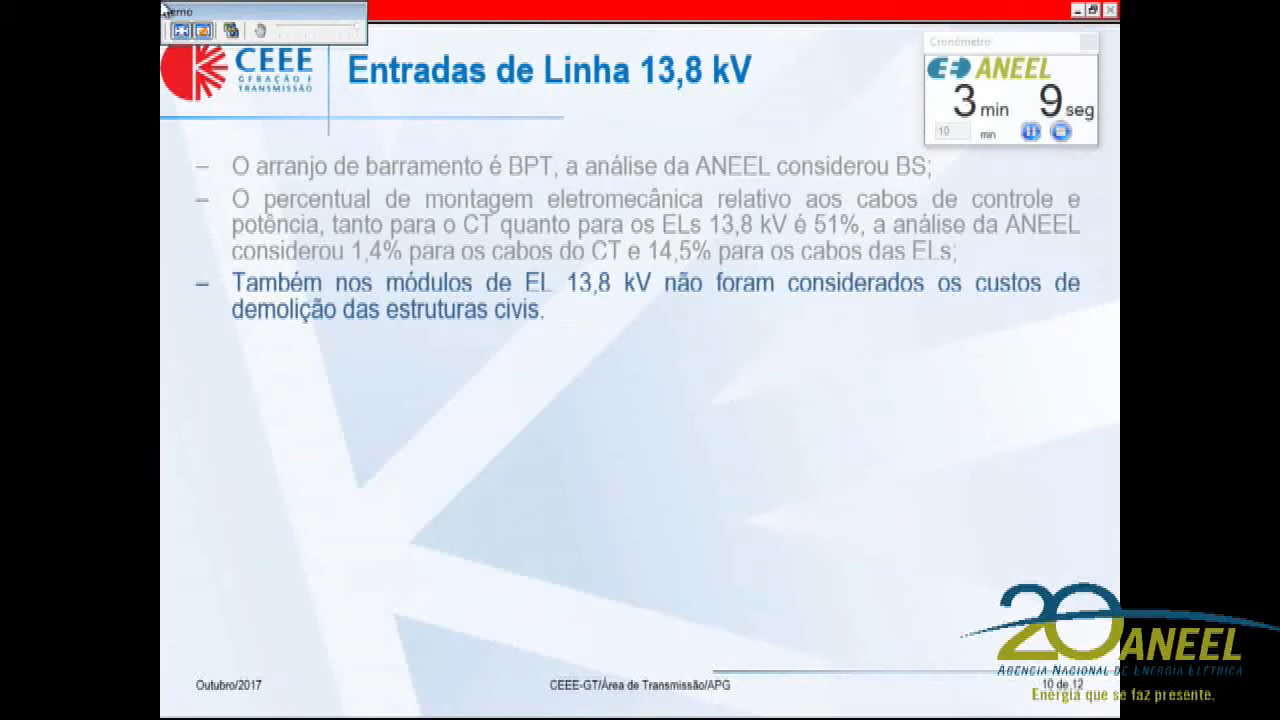 emo
CEEE
GERAÇÃO E
TRANSMISSÃO
Entradas de Linha 13,8 kV
Cronômetro
ANEEL
3 min 9 seg
10 min
– O arranjo de barramento é BPT, a análise da ANEEL considerou BS;
– O percentual de montagem eletromecânica relativo aos cabos de controle e
potência, tanto para o CT quanto para os ELs 13,8 kV é 51%, a análise da ANEEL
considerou 1,4% para os cabos do CT e 14,5% para os cabos das ELs;
– Também nos módulos de EL 13,8 kV não foram considerados os custos de
demolição das estruturas civis.
Outubro/2017
CEEE-GT/Área de Transmissão/APG
10 de 12
20 ANEEL
AGENCIA NACIONAL DE ENERGIA ELÉTRICA
Energia que se faz presente.